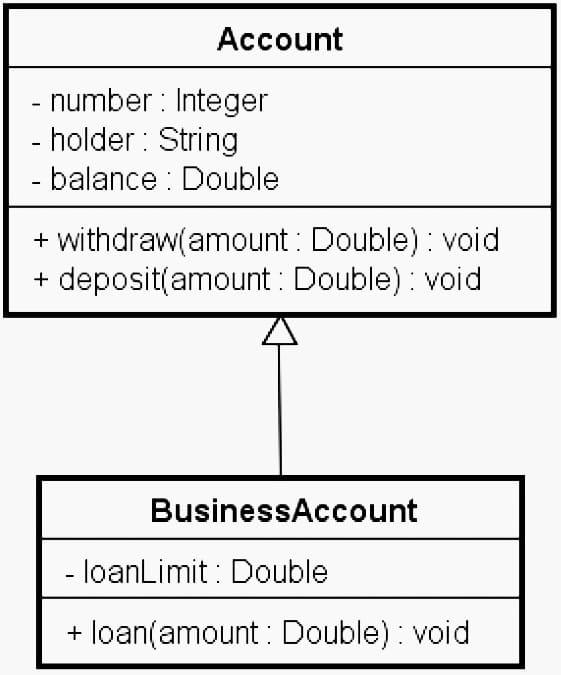 Account
- number : Integer
- holder : String
- balance : Double
+ withdraw(amount : Double) : void
+ deposit(amount : Double) : void
BusinessAccount
- loanLimit : Double
+ loan(amount : Double) : void